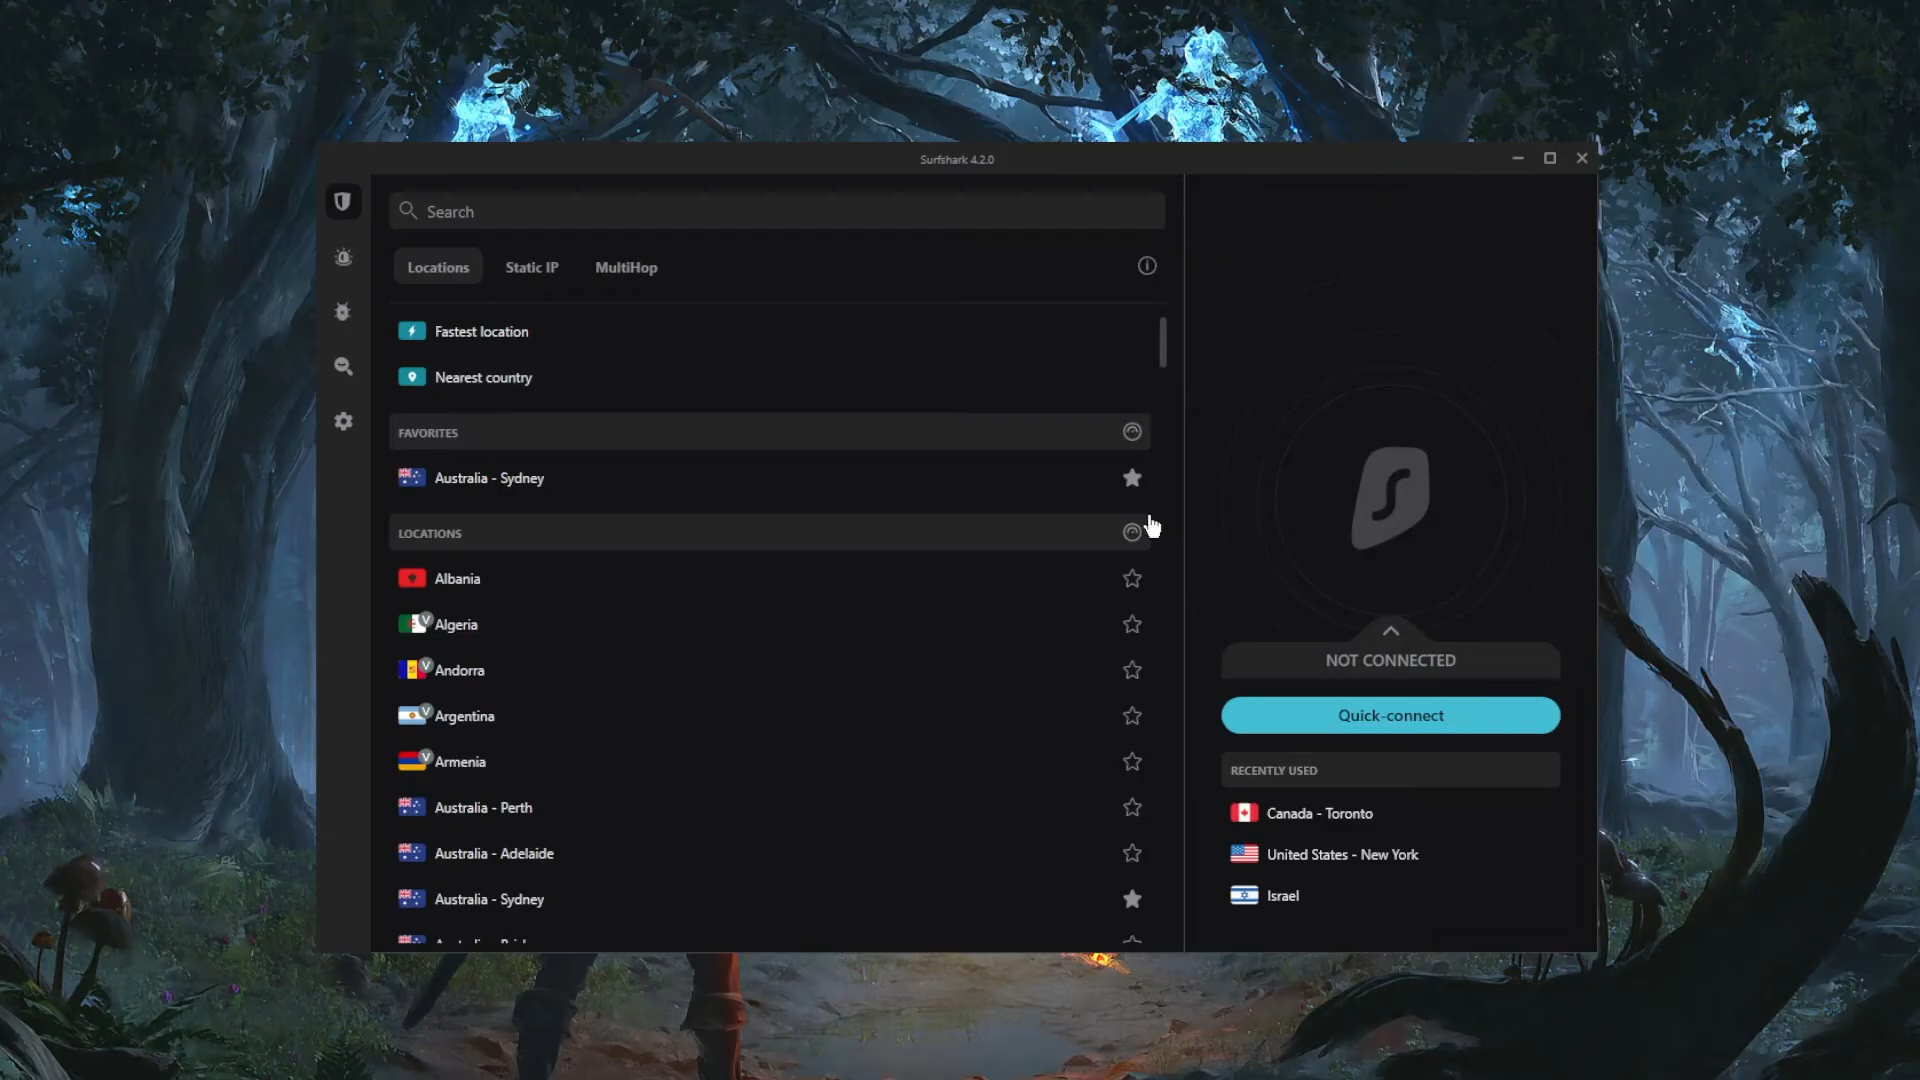 Surfshark 4.2.0
Search
Locations
Static IP
MultiHop
Fastest location
Nearest country
FAVORITES
Australia - Sydney
LOCATIONS
Albania
V
Algeria
V
Andorra
V
Argentina
V
Armenia
Australia - Perth
Australia - Adelaide
Australia - Sydney
NOT CONNECTED
Quick-connect
RECENTLY USED
Canada - Toronto
United States - New York
Israel